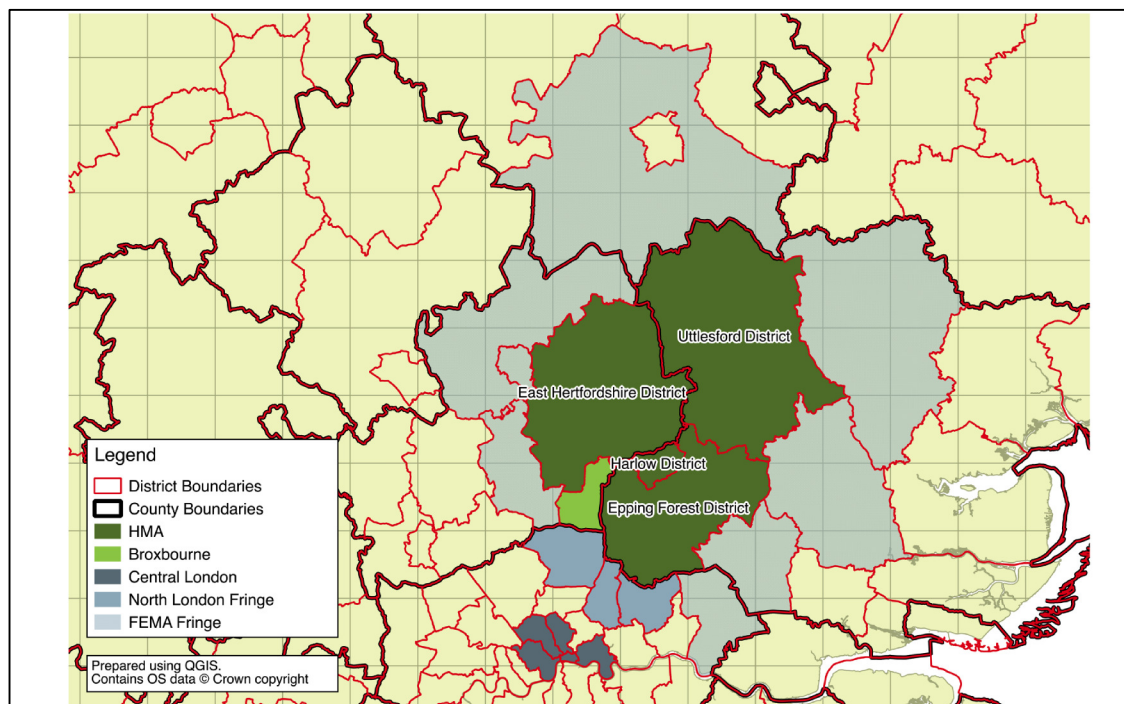 Uttlesford District
East Hertfordshire District
Harlow District
Epping Forest District
Legend
District Boundaries
County Boundaries
HMA
Broxbourne
Central London
North London Fringe
FEMA Fringe
Prepared using QGIS.
Contains OS data © Crown copyright